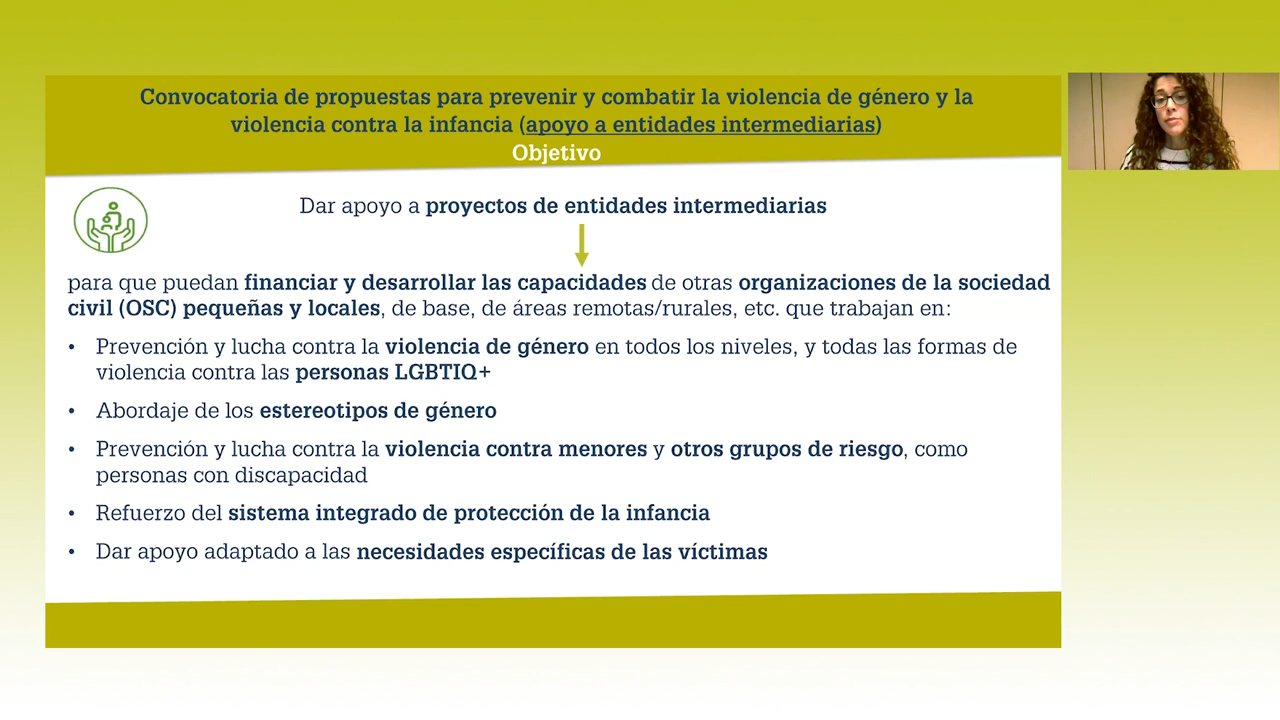 Convocatoria de propuestas para prevenir y combatir la violencia de género y la
violencia contra la infancia (apoyo a entidades intermediarias)
Objetivo
Dar apoyo a proyectos de entidades intermediarias
para que puedan financiar y desarrollar las capacidades de otras organizaciones de la sociedad
civil (OSC) pequeñas y locales, de base, de áreas remotas/rurales, etc. que trabajan en:
• Prevención y lucha contra la violencia de género en todos los niveles, y todas las formas de
violencia contra las personas LGBTIQ+
• Abordaje de los estereotipos de género
• Prevención y lucha contra la violencia contra menores y otros grupos de riesgo, como
personas con discapacidad
• Refuerzo del sistema integrado de protección de la infancia
• Dar apoyo adaptado a las necesidades específicas de las víctimas